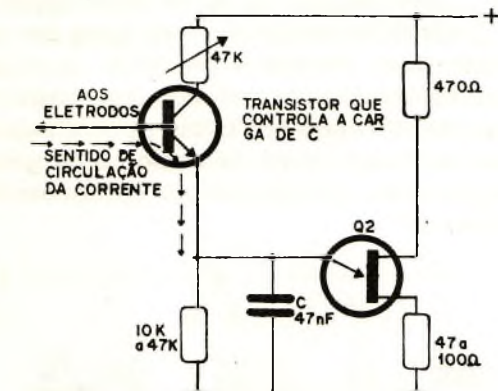 +
47K
470Ω
AOS
ELETRODOS
TRANSISTOR QUE
CONTROLA A CAR
GA DE C
SENTIDO DE
CIRCULAÇÃO
DA CORRENTE
Q2
C
47nF
10K
a 47K
47 a
100Ω